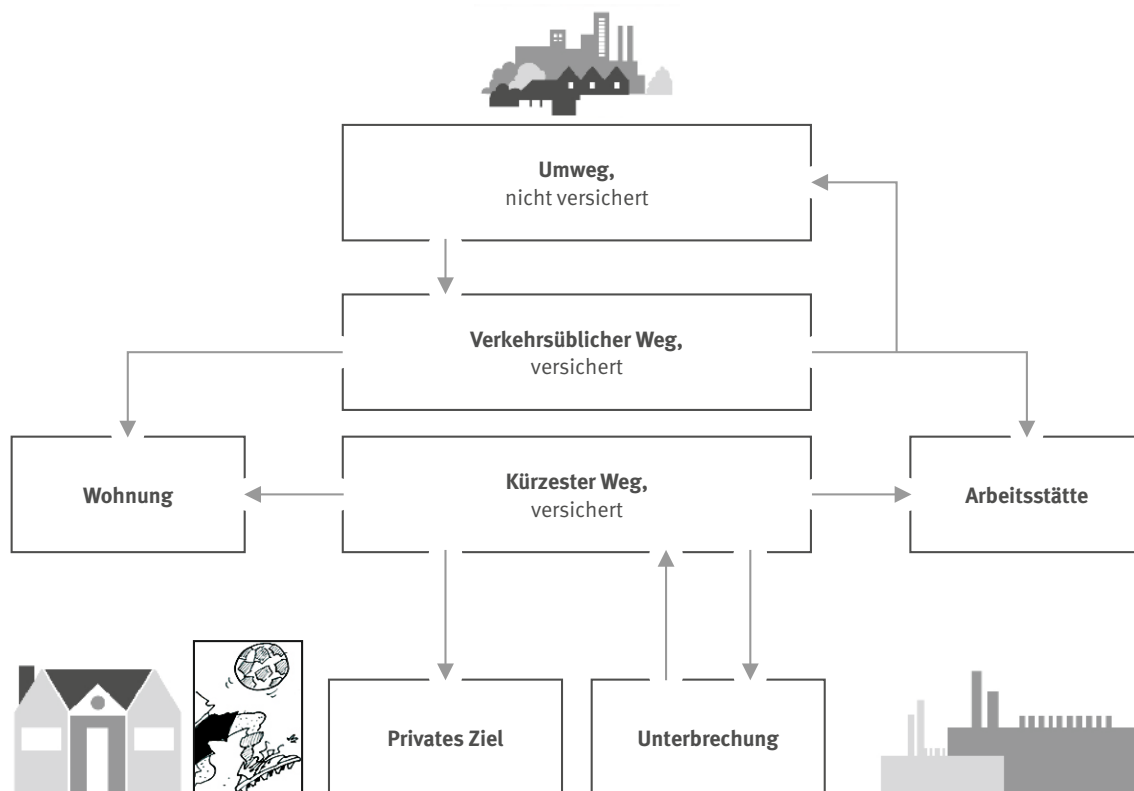 Umweg,
nicht versichert
Verkehrsüblicher Weg,
versichert
Wohnung
Kürzester Weg,
versichert
Arbeitsstätte
Privates Ziel
Unterbrechung